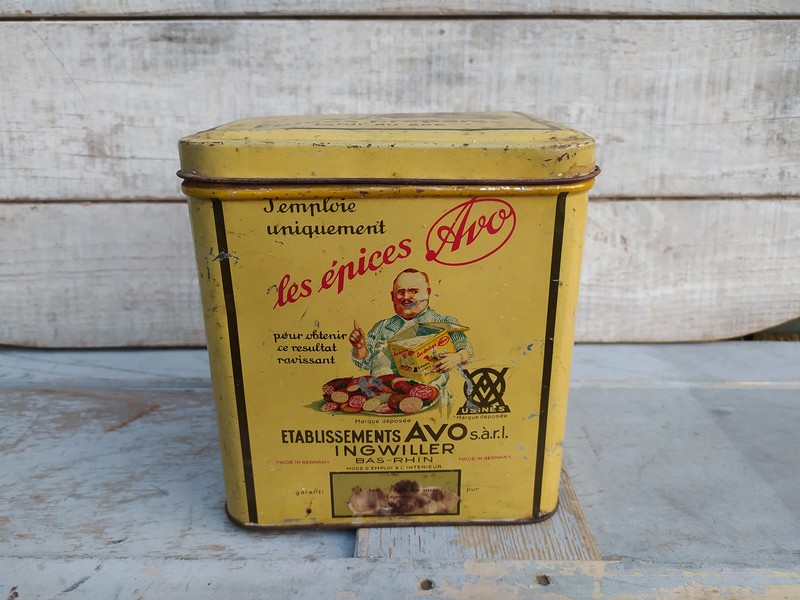 J'emploie
uniquement
les épices Avo
pour obtenir
ce resultat
ravissant
Marque déposée
USINES
Marque déposée
ETABLISSEMENTS AVO s.à.r.l.
INGWILLER
BAS-RHIN
MADE IN GERMANY.
MADE IN GERMANY.
MODE D'EMPLOI A L'INTERIEUR.
garanti
pur